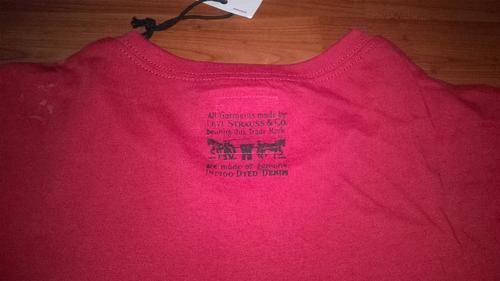 All Garments made by
LEVI STRAUSS & CO.
bearing this Trade Mark
are made of genuine
INDIGO DYED DENIM